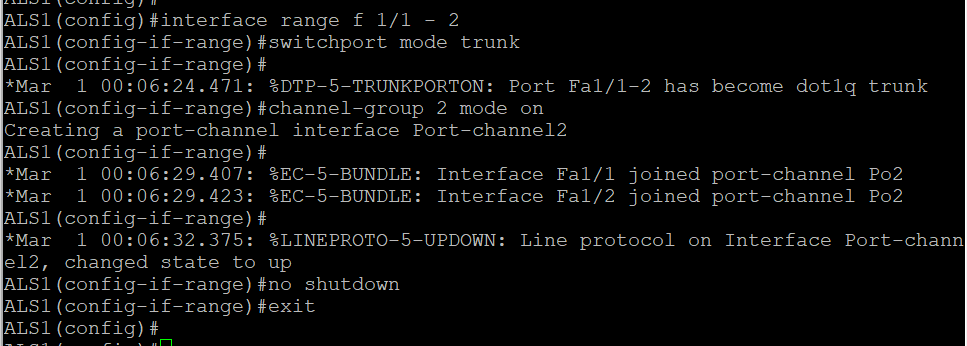 ALS1(config)#
ALS1(config)#interface range f 1/1 - 2
ALS1(config-if-range)#switchport mode trunk
ALS1(config-if-range)#
*Mar  1 00:06:24.471: %DTP-5-TRUNKPORTON: Port Fa1/1-2 has become dot1q trunk
ALS1(config-if-range)#channel-group 2 mode on
Creating a port-channel interface Port-channel2
ALS1(config-if-range)#
*Mar  1 00:06:29.407: %EC-5-BUNDLE: Interface Fa1/1 joined port-channel Po2
*Mar  1 00:06:29.423: %EC-5-BUNDLE: Interface Fa1/2 joined port-channel Po2
ALS1(config-if-range)#
*Mar  1 00:06:32.375: %LINEPROTO-5-UPDOWN: Line protocol on Interface Port-chann
el2, changed state to up
ALS1(config-if-range)#no shutdown
ALS1(config-if-range)#exit
ALS1(config)#
ALS1(config)#